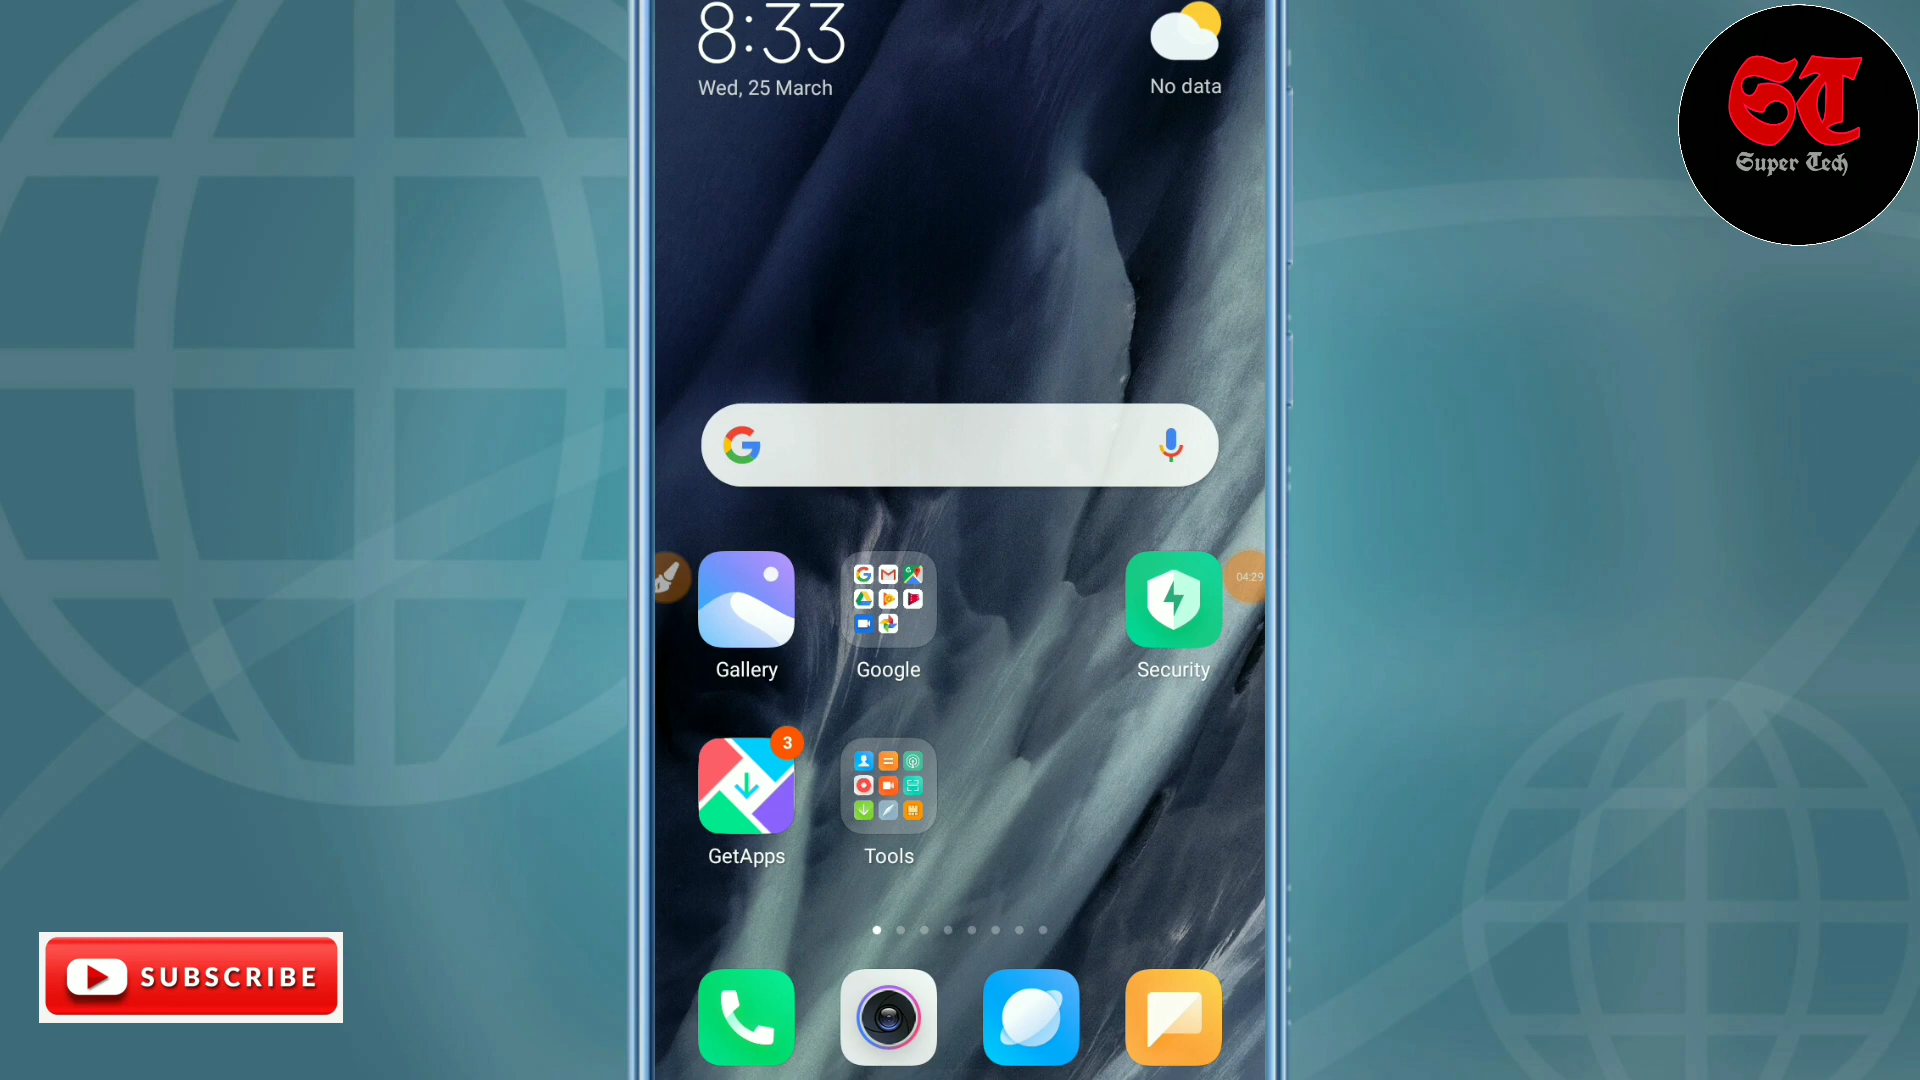 8:33
Wed, 25 March
No data
ST
Super Tech
04:29
Gallery
Google
Security
3
GetApps
Tools
SUBSCRIBE